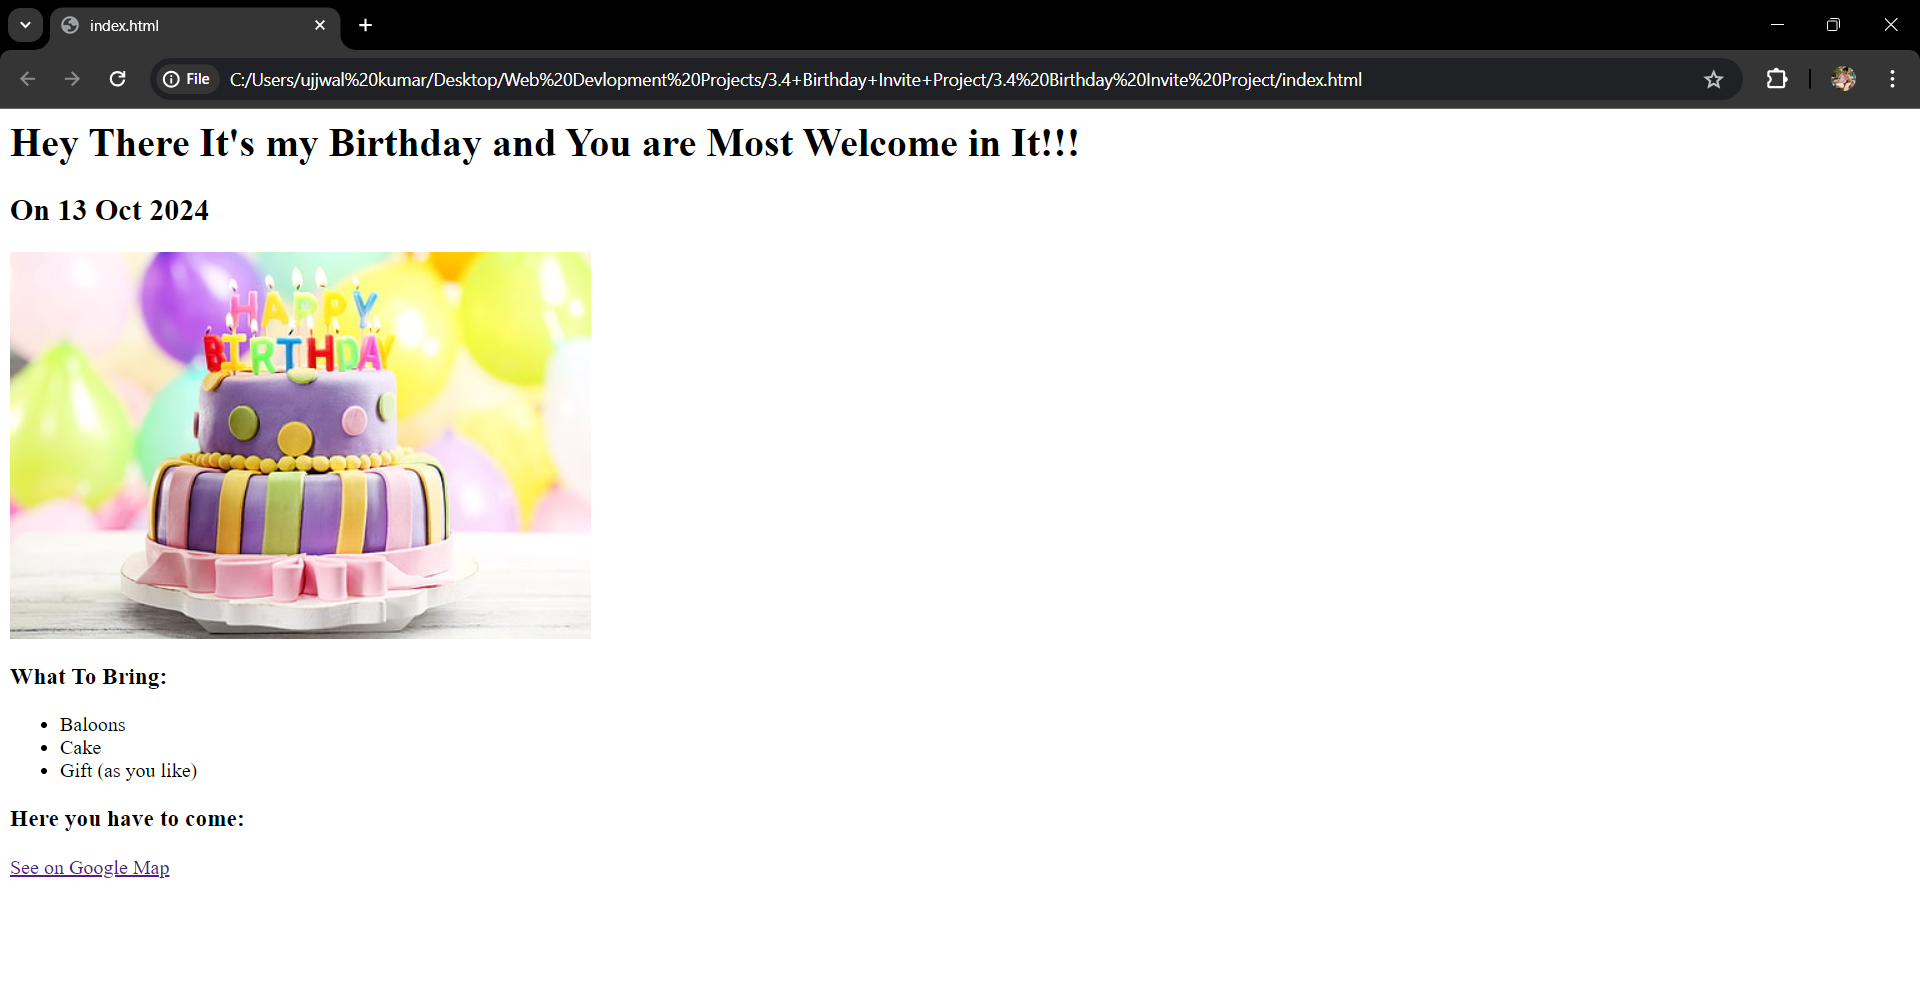 index.html
File
C:/Users/ujjwal%20kumar/Desktop/Web%20Devlopment%20Projects/3.4+Birthday+Invite+Project/3.4%20Birthday%20Invite%20Project/index.html
Hey There It's my Birthday and You are Most Welcome in It!!!
On 13 Oct 2024
HAPPY
BIRTHDAY
What To Bring:
Baloons
Cake
Gift (as you like)
Here you have to come:
See on Google Map